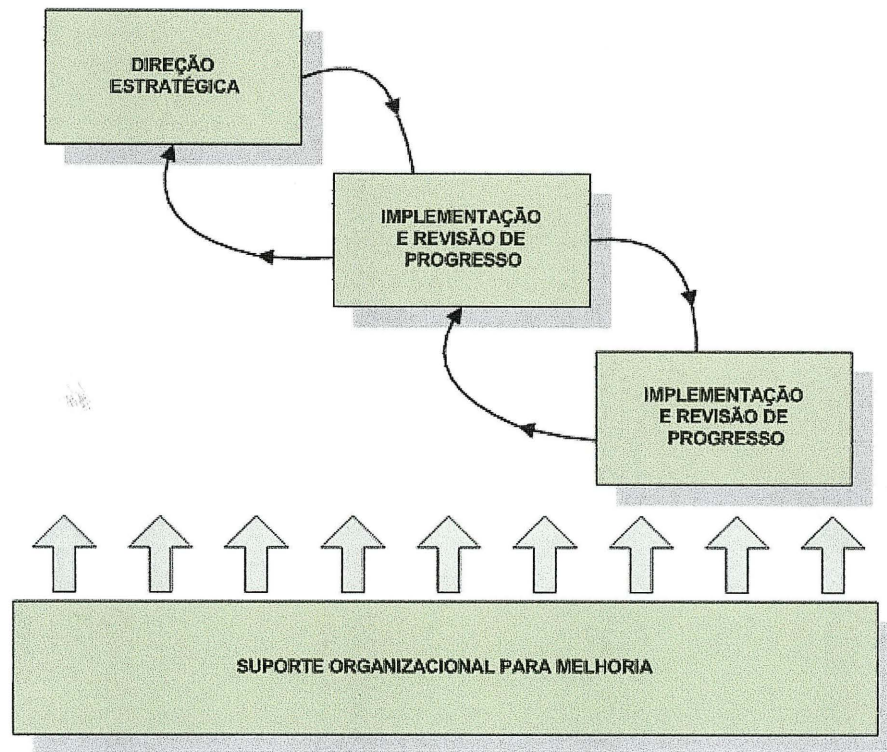 DIREÇÃO
ESTRATÉGICA
IMPLEMENTAÇÃO
E REVISÃO DE
PROGRESSO
IMPLEMENTAÇÃO
E REVISÃO DE
PROGRESSO
SUPORTE ORGANIZACIONAL PARA MELHORIA